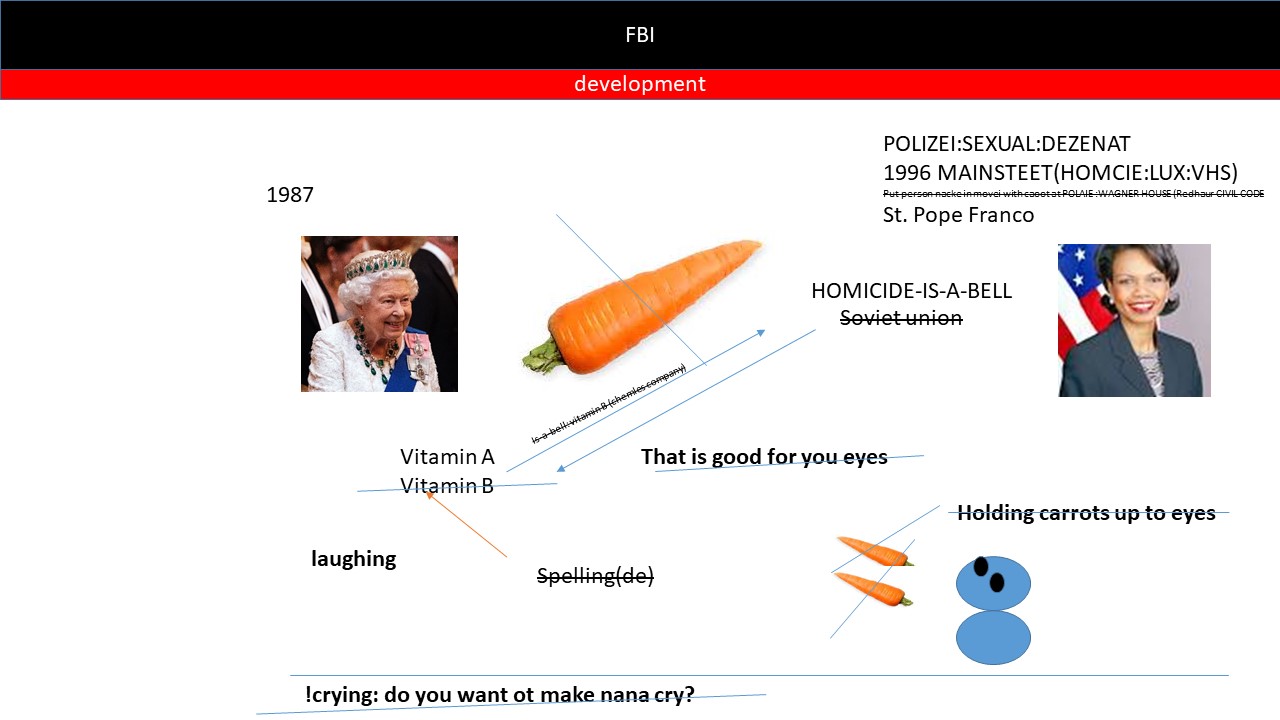 FBI
development
POLIZEI:SEXUAL:DEZENAT
1996 MAINSTEET(HOMCIE:LUX:VHS)
Put person nacke in movei with capot at POLAIE :WAGNER HOUSE (Redhaur CIVIL CODE
St. Pope Franco
1987
HOMICIDE-IS-A-BELL
Soviet union
Is-a-bell:vitamin B (chemles company)
Vitamin A
Vitamin B
That is good for you eyes
Holding carrots up to eyes
laughing
Spelling(de)
!crying: do you want ot make nana cry?